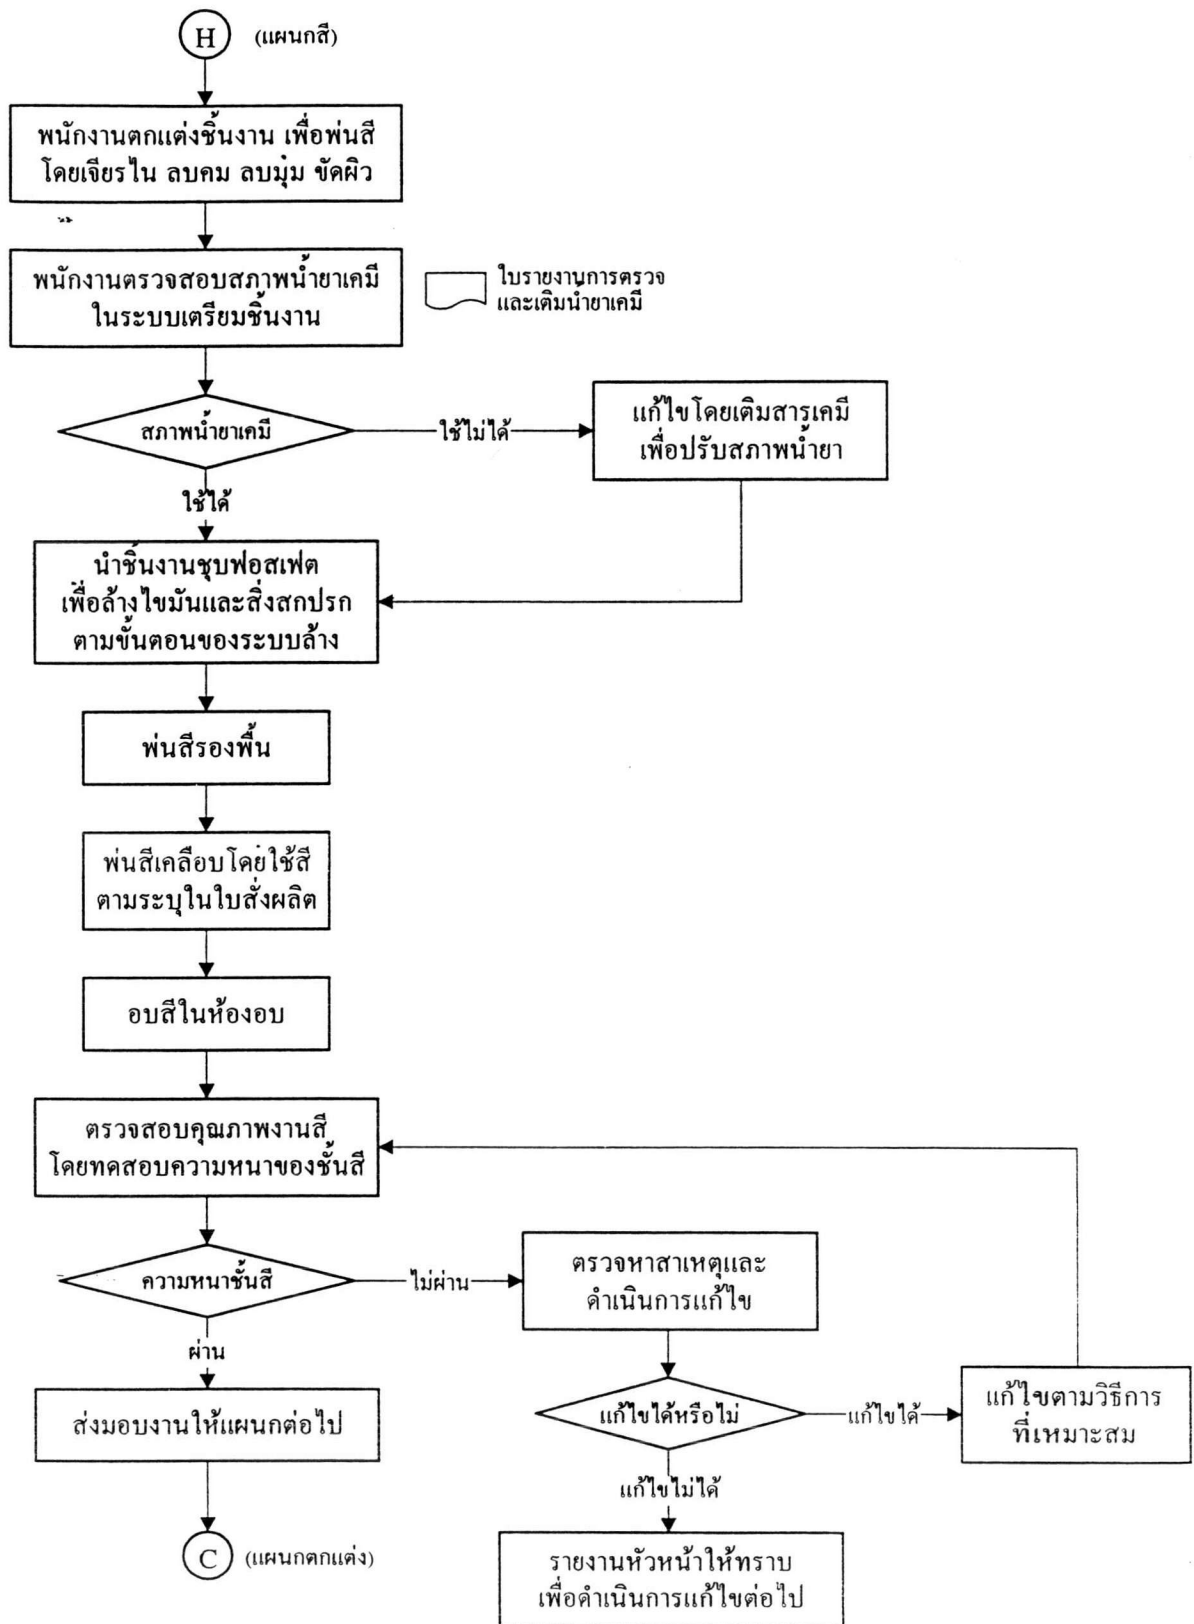 H (แผนกสี)
พนักงานตกแต่งชิ้นงาน เพื่อพ่นสี
โดยเจียรไน ลบคม ลบมุม ขัดผิว
พนักงานตรวจสอบสภาพน้ำยาเคมี
ในระบบเตรียมชิ้นงาน
ใบรายงานการตรวจ
และเติมน้ำยาเคมี
สภาพน้ำยาเคมี
ใช้ไม่ได้
แก้ไขโดยเติมสารเคมี
เพื่อปรับสภาพน้ำยา
ใช้ได้
นำชิ้นงานชุบฟอสเฟต
เพื่อล้างไขมันและสิ่งสกปรก
ตามขั้นตอนของระบบล้าง
พ่นสีรองพื้น
พ่นสีเคลือบโดยใช้สี
ตามระบุในใบสั่งผลิต
อบสีในห้องอบ
ตรวจสอบคุณภาพงานสี
โดยทดสอบความหนาของชั้นสี
ความหนาชั้นสี
ไม่ผ่าน
ตรวจหาสาเหตุและ
ดำเนินการแก้ไข
ผ่าน
ส่งมอบงานให้แผนกต่อไป
แก้ไขได้หรือไม่
แก้ไขได้
แก้ไขตามวิธีการ
ที่เหมาะสม
แก้ไขไม่ได้
C (แผนกตกแต่ง)
รายงานหัวหน้าให้ทราบ
เพื่อดำเนินการแก้ไขต่อไป